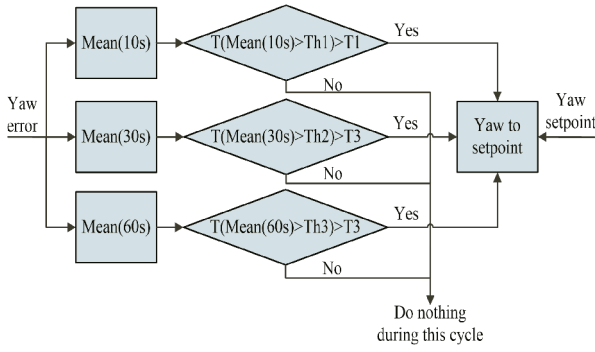 Yaw
error
Mean(10s)
T(Mean(10s)>Th1)>T1
Yes
No
Mean(30s)
T(Mean(30s)>Th2)>T3
Yes
No
Mean(60s)
T(Mean(60s)>Th3)>T3
Yes
No
Yaw to
setpoint
Yaw
setpoint
Do nothing
during this cycle